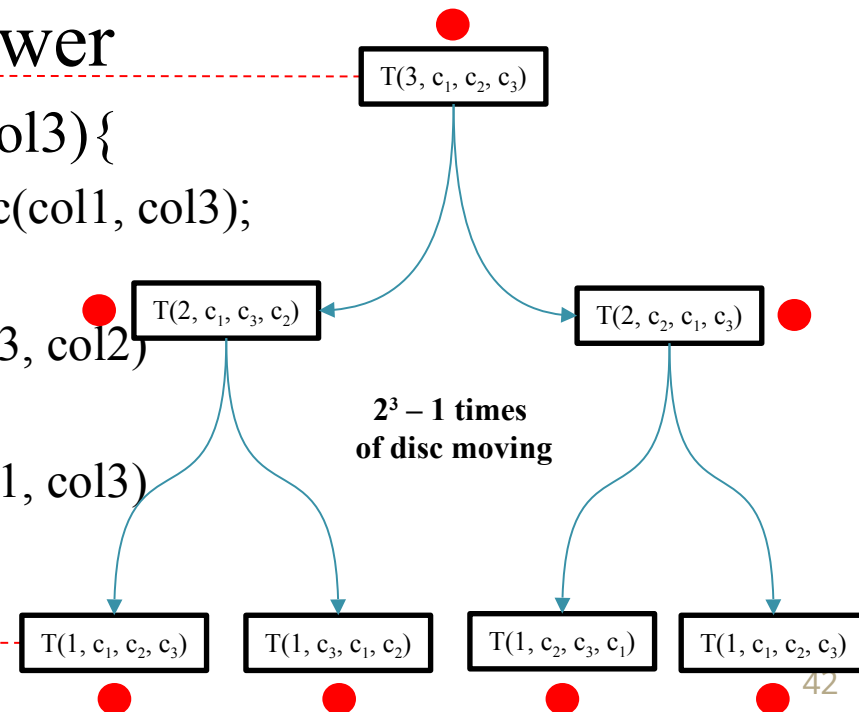 wer
T(3, c₁, c₂, c₃)
ol3){
c(col1, col3);
T(2, c₁, c₃, c₂)
T(2, c₂, c₁, c₃)
3, col2)
2³ – 1 times
of disc moving
1, col3)
T(1, c₁, c₂, c₃)
T(1, c₃, c₁, c₂)
T(1, c₂, c₃, c₁)
T(1, c₁, c₂, c₃)
42